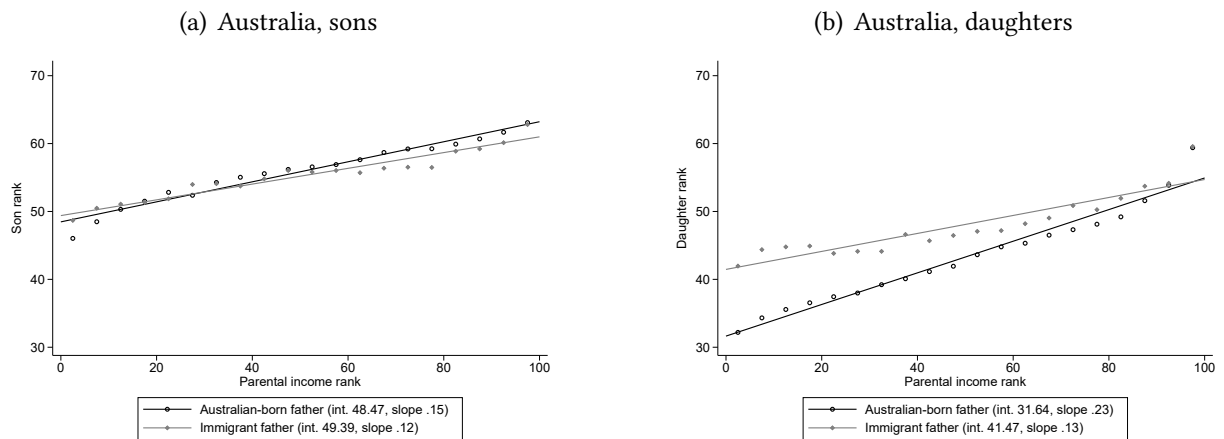 (a) Australia, sons
70
60
50
40
30
Son rank
0 20 40 60 80 100
Parental income rank
Australian-born father (int. 48.47, slope .15)
Immigrant father (int. 49.39, slope .12)
(b) Australia, daughters
70
60
50
40
30
Daughter rank
0 20 40 60 80 100
Parental income rank
Australian-born father (int. 31.64, slope .23)
Immigrant father (int. 41.47, slope .13)